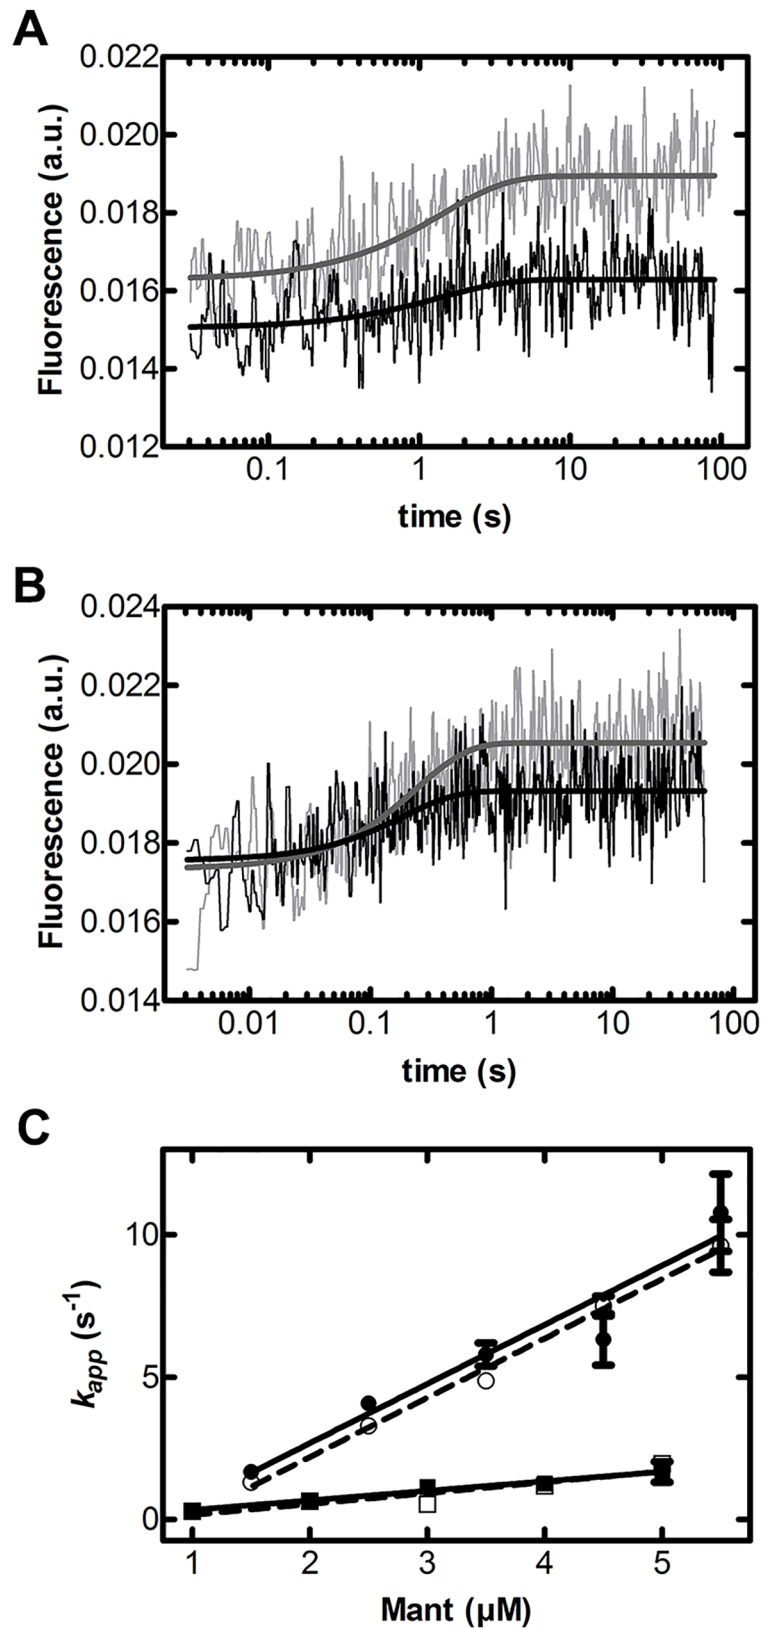 A
Fluorescence (a.u.)
0.022
0.020
0.018
0.016
0.014
0.012
0.1 1 10 100
time (s)
B
Fluorescence (a.u.)
0.024
0.022
0.020
0.018
0.016
0.014
0.01 0.1 1 10 100
time (s)
C
kapp (s-1)
10
5
0
1 2 3 4 5
Mant (µM)